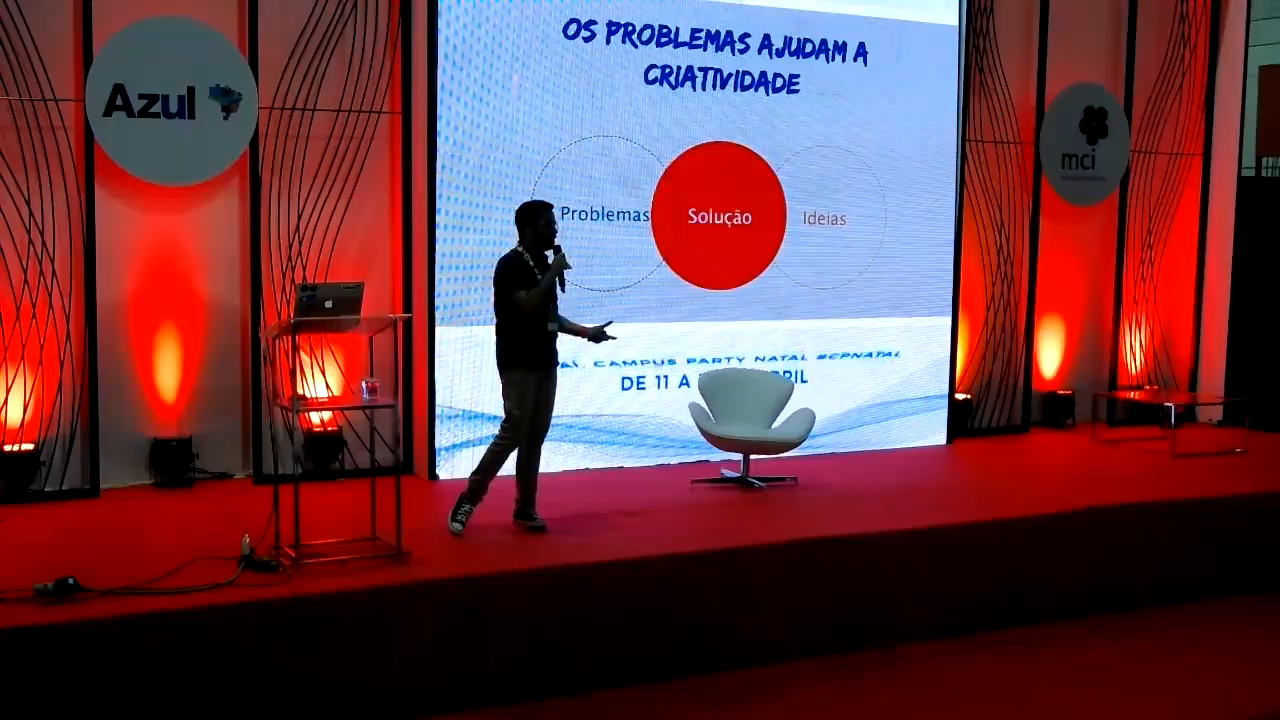 Azul
OS PROBLEMAS AJUDAM A
CRIATIVIDADE
Problemas
Solução
Ideias
mci
CAMPUS PARTY NATAL #CPNATAL
DE 11 A